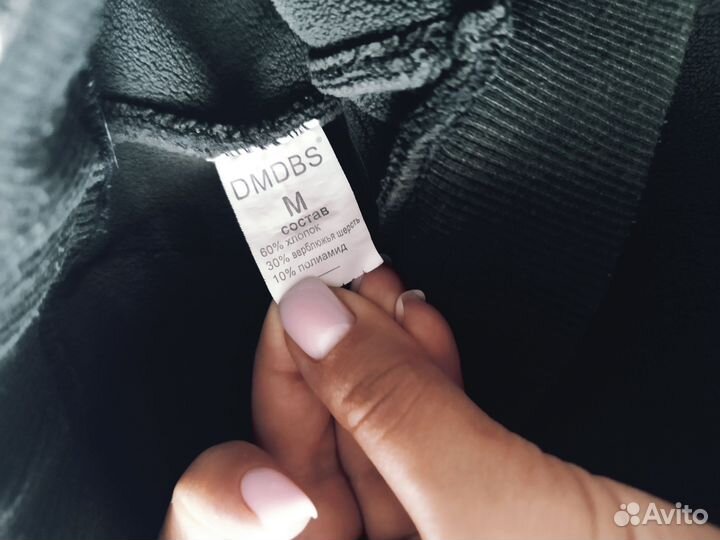 DMDBS®
M
состав
60% хлопок
30% верблюжья шерсть
10% полиамид
Avito